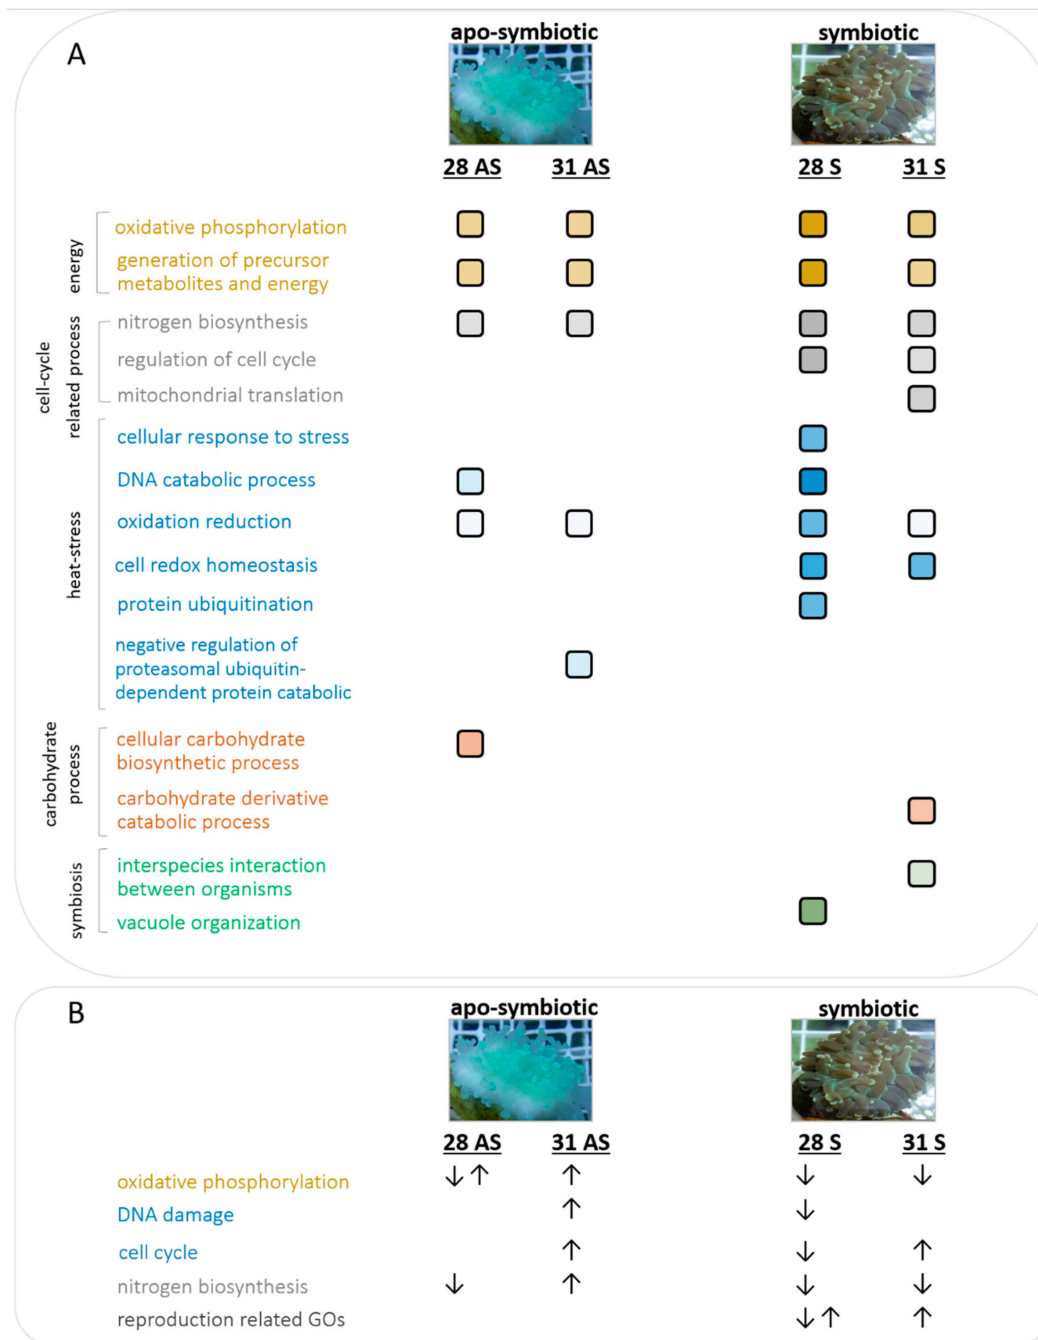 A
apo-symbiotic
symbiotic
28 AS
31 AS
28 S
31 S
energy
oxidative phosphorylation
generation of precursor
metabolites and energy
cell-cycle
related process
nitrogen biosynthesis
regulation of cell cycle
mitochondrial translation
heat-stress
cellular response to stress
DNA catabolic process
oxidation reduction
cell redox homeostasis
protein ubiquitination
negative regulation of
proteasomal ubiquitin-
dependent protein catabolic
carbohydrate
process
cellular carbohydrate
biosynthetic process
carbohydrate derivative
catabolic process
symbiosis
interspecies interaction
between organisms
vacuole organization
B
apo-symbiotic
symbiotic
28 AS
31 AS
28 S
31 S
oxidative phosphorylation ↓↑ ↑ ↓ ↓
DNA damage ↑ ↓
cell cycle ↑ ↓ ↑
nitrogen biosynthesis ↓ ↑ ↓ ↓
reproduction related GOs ↓↑ ↑